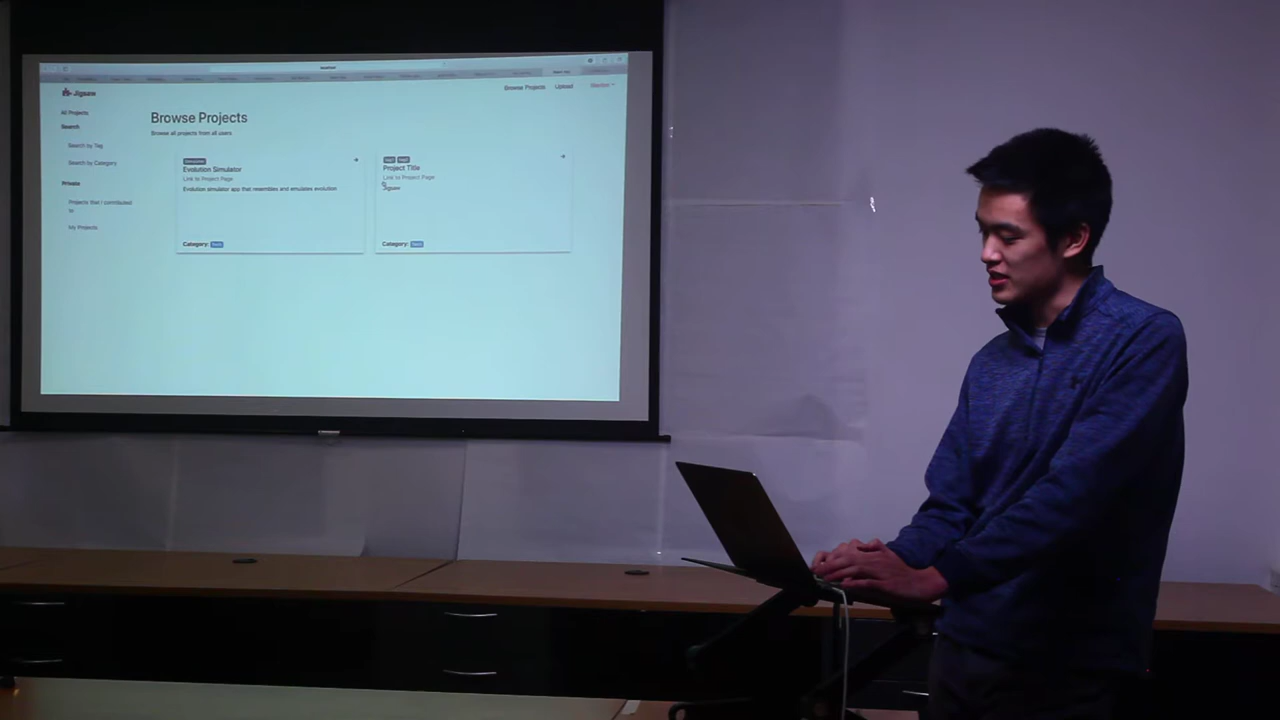 Jigsaw
Browse Projects
Upload
All Projects
Search
Search by Tag
Search by Category
Private
Projects that I contributed
to
My Projects
Browse Projects
Browse all projects from all users
Evolution Simulator
Link to Project Page
Evolution simulator app that resembles and emulates evolution
Category:
Project Title
Link to Project Page
Jigsaw
Category: